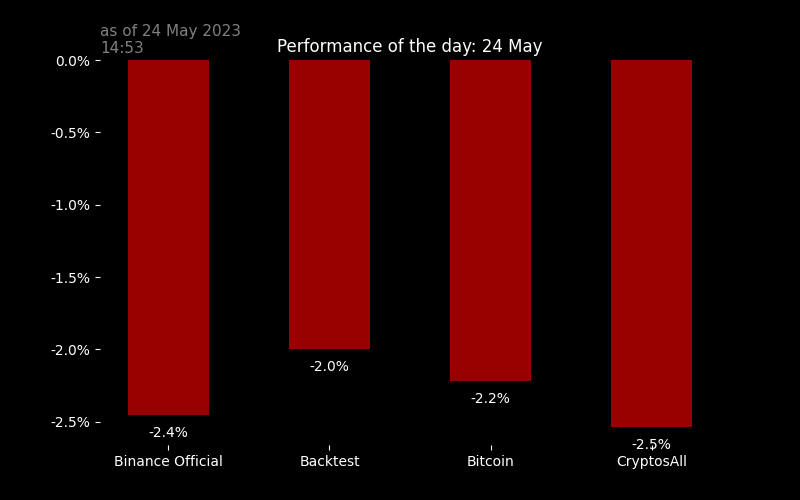 as of 24 May 2023
14:53
Performance of the day: 24 May
0.0%
-0.5%
-1.0%
-1.5%
-2.0%
-2.5%
-2.4%
-2.0%
-2.2%
-2.5%
Binance Official
Backtest
Bitcoin
CryptosAll